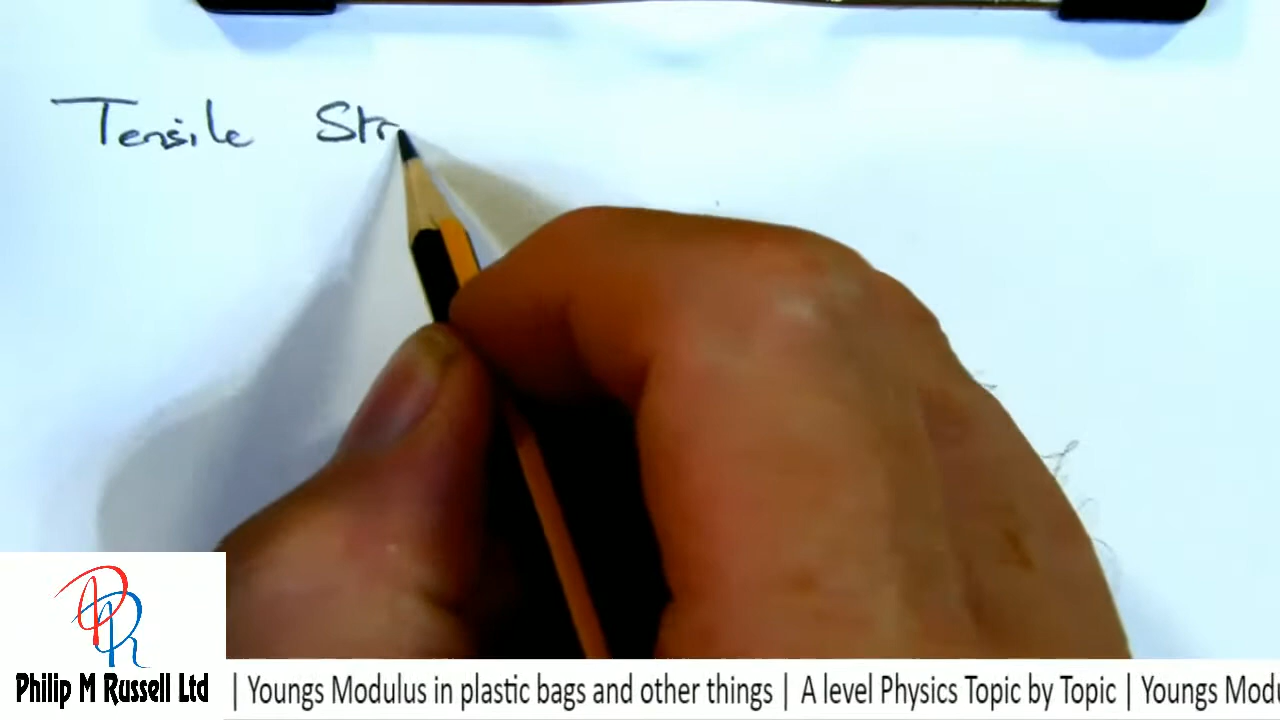 Tensile Str
Philip M Russell Ltd
| Youngs Modulus in plastic bags and other things | A level Physics Topic by Topic | Youngs Modu